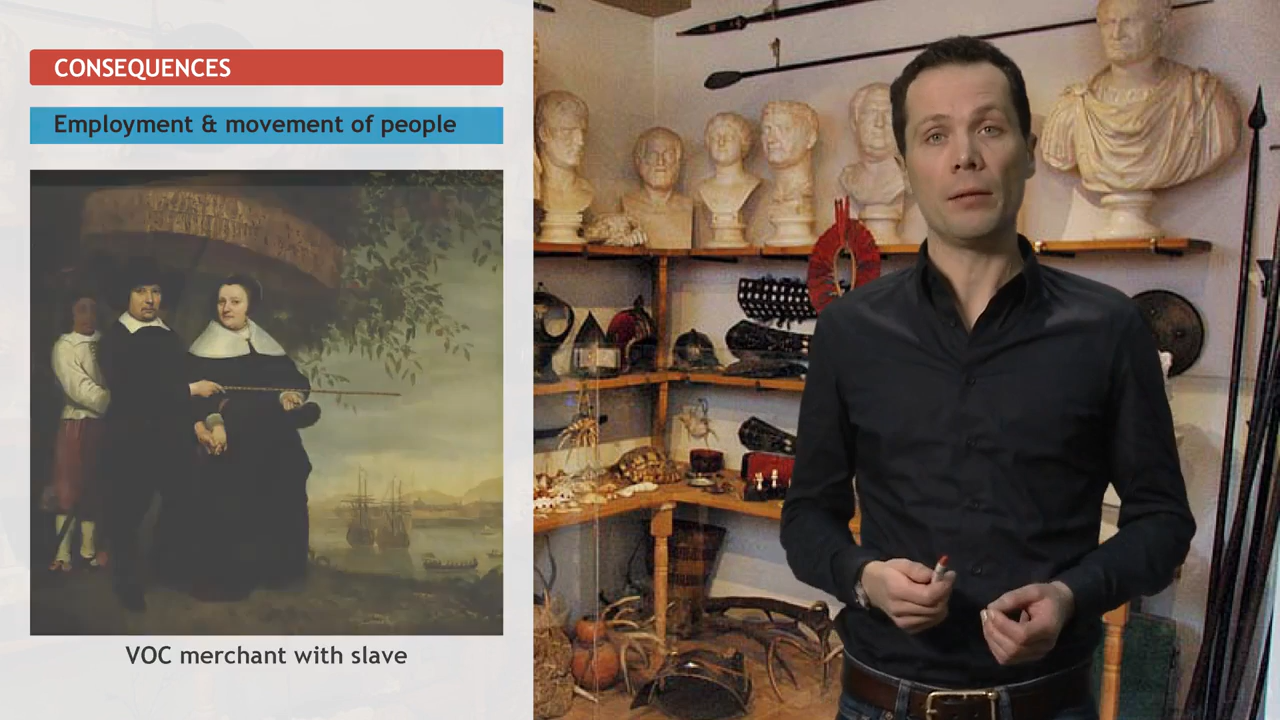 CONSEQUENCES
Employment & movement of people
VOC merchant with slave